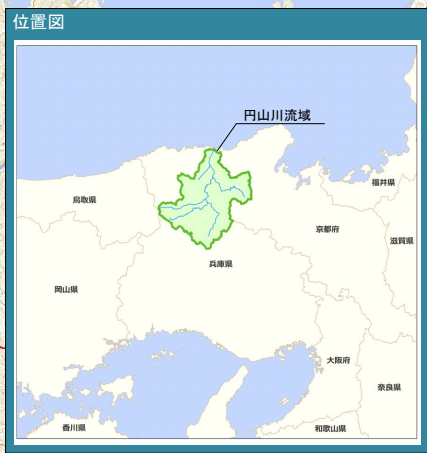 位置図
円山川流域
福井県
鳥取県
京都府
滋賀県
兵庫県
岡山県
大阪府
奈良県
香川県
和歌山県